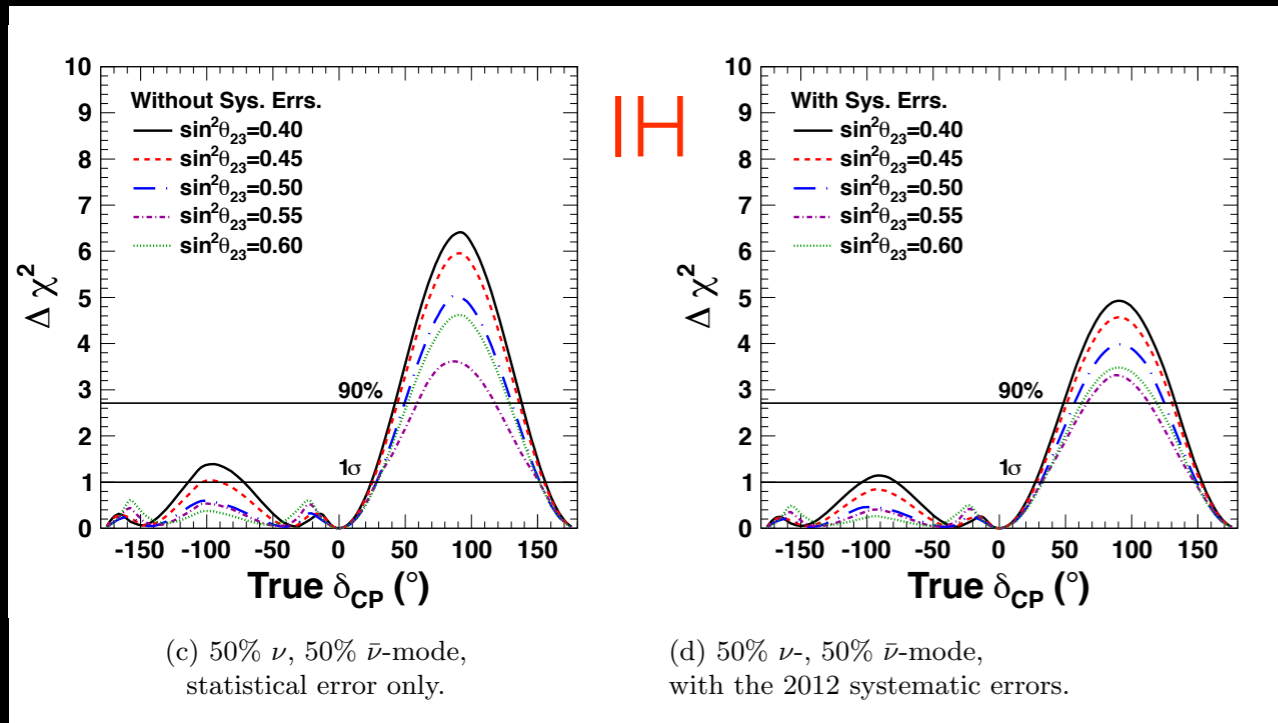 10
9
8
7
6
5
4
3
2
1
0
Δ χ²
Without Sys. Errs.
sin²θ₂₃=0.40
sin²θ₂₃=0.45
sin²θ₂₃=0.50
sin²θ₂₃=0.55
sin²θ₂₃=0.60
90%
1σ
-150 -100 -50 0 50 100 150
True δCP (°)
(c) 50% ν, 50% ν̄-mode,
statistical error only.
IH
10
9
8
7
6
5
4
3
2
1
0
Δ χ²
With Sys. Errs.
sin²θ₂₃=0.40
sin²θ₂₃=0.45
sin²θ₂₃=0.50
sin²θ₂₃=0.55
sin²θ₂₃=0.60
90%
1σ
-150 -100 -50 0 50 100 150
True δCP (°)
(d) 50% ν-, 50% ν̄-mode,
with the 2012 systematic errors.